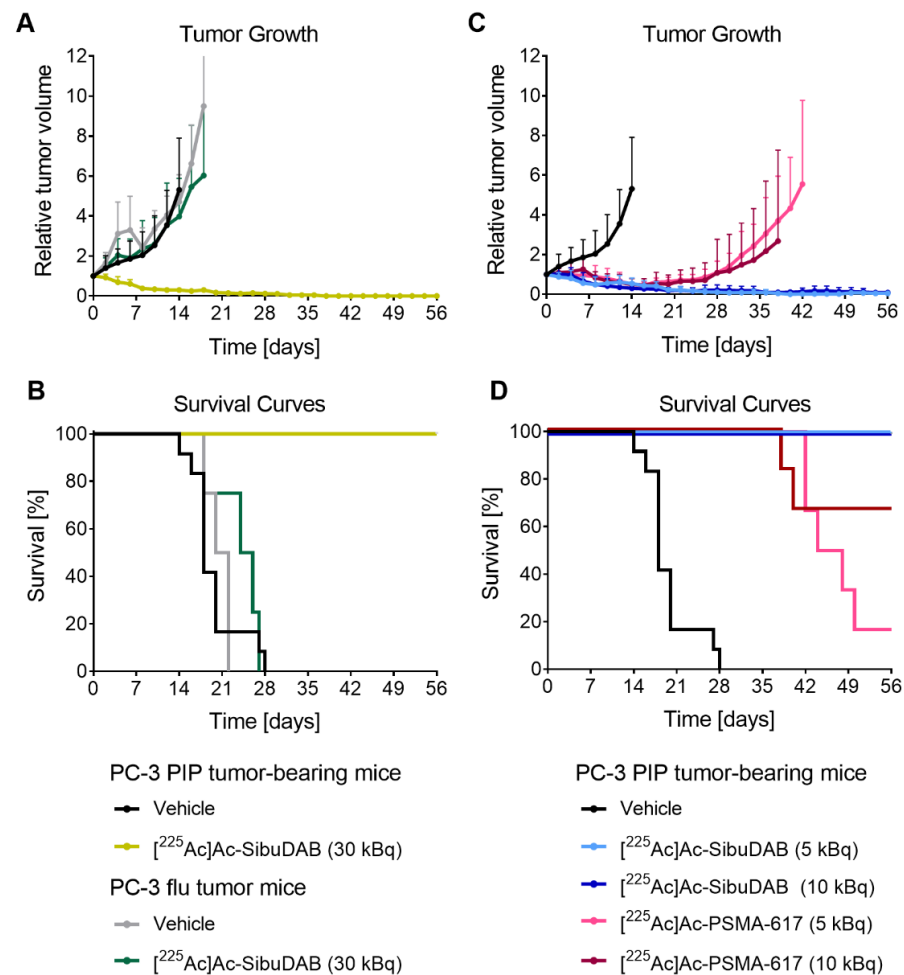 A
Tumor Growth
12
10
8
6
4
2
0
Relative tumor volume
0 7 14 21 28 35 42 49 56
Time [days]
C
Tumor Growth
12
10
8
6
4
2
0
Relative tumor volume
0 7 14 21 28 35 42 49 56
Time [days]
B
Survival Curves
100
80
60
40
20
0
Survival [%]
0 7 14 21 28 35 42 49 56
Time [days]
D
Survival Curves
100
80
60
40
20
0
Survival [%]
0 7 14 21 28 35 42 49 56
Time [days]
PC-3 PIP tumor-bearing mice
Vehicle
[²²⁵Ac]Ac-SibuDAB (30 kBq)
PC-3 flu tumor mice
Vehicle
[²²⁵Ac]Ac-SibuDAB (30 kBq)
PC-3 PIP tumor-bearing mice
Vehicle
[²²⁵Ac]Ac-SibuDAB (5 kBq)
[²²⁵Ac]Ac-SibuDAB (10 kBq)
[²²⁵Ac]Ac-PSMA-617 (5 kBq)
[²²⁵Ac]Ac-PSMA-617 (10 kBq)